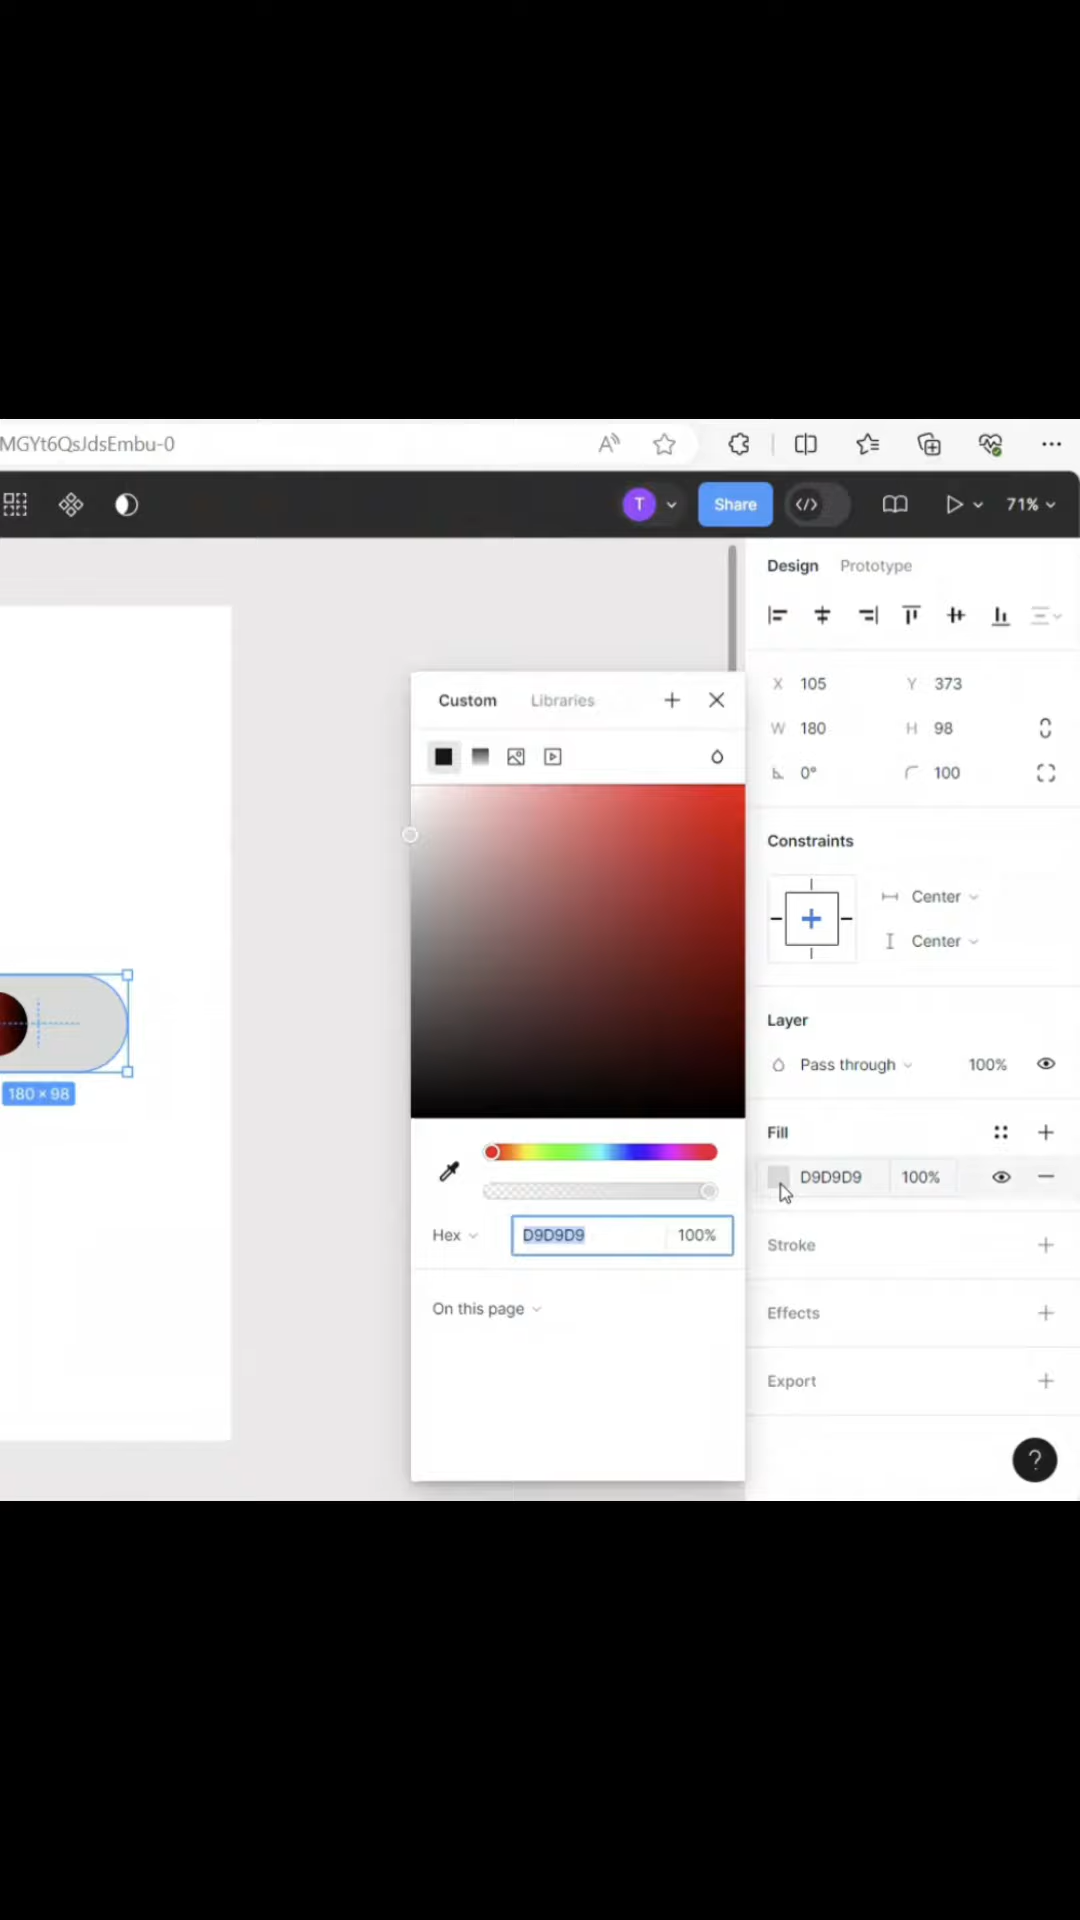 MGYt6QsJdsEmbu-0
T
Share
71%
Design Prototype
Custom Libraries
X 105 Y 373
W 180 H 98
0° 100
Constraints
Center
Center
180 × 98
Layer
Pass through 100%
Fill
D9D9D9 100%
Hex D9D9D9 100%
Stroke
On this page
Effects
Export
?